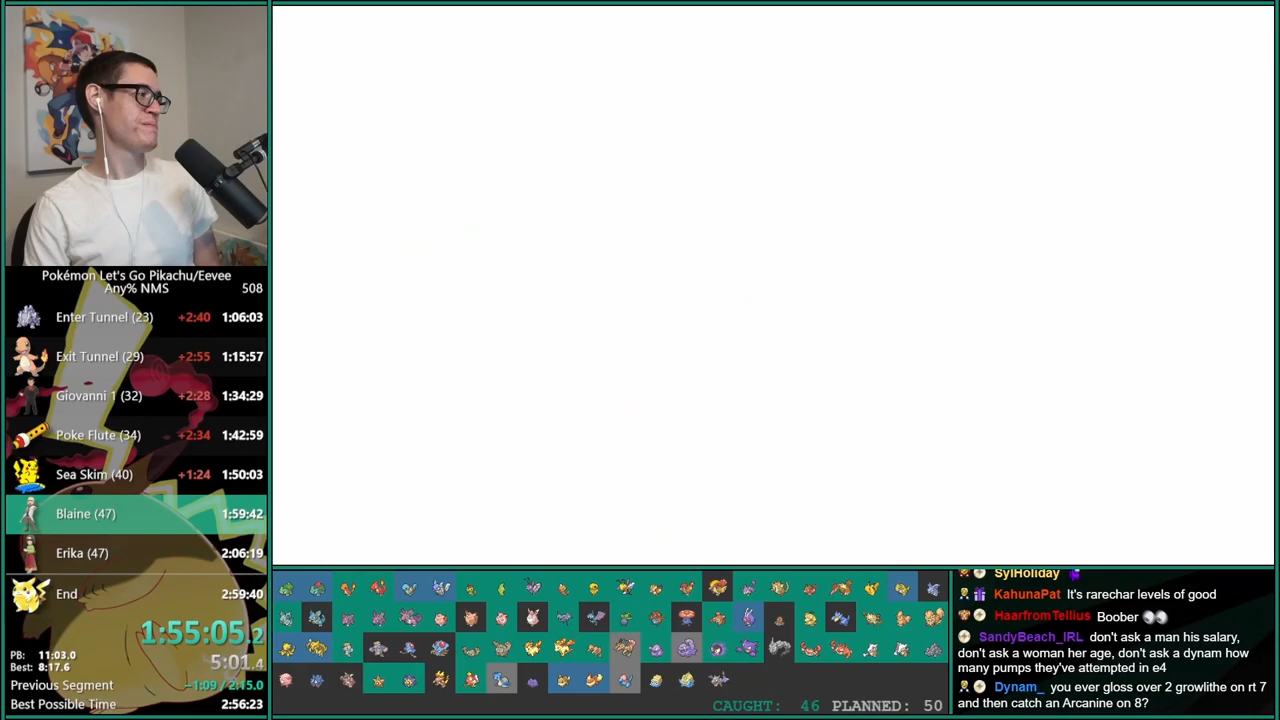 Pokémon Let's Go Pikachu/Eevee
Any% NMS 508
Enter Tunnel (23) +2:40 1:06:03
Exit Tunnel (29) +2:55 1:15:57
Giovanni 1 (32) +2:28 1:34:29
Poke Flute (34) +2:34 1:42:59
Sea Skim (40) +1:24 1:50:03
Blaine (47) 1:59:42
Erika (47) 2:06:19
End 2:59:40
1:55:05.2
PB: 11:03.0
Best: 8:17.6
5:01.4
Previous Segment -1:09 / 2:15.0
Best Possible Time 2:56:23
CAUGHT: 46 PLANNED: 50
SylHoliday
KahunaPat It's rarechar levels of good
HaarfromTellius Boober 👀
SandyBeach_IRL don't ask a man his salary,
don't ask a woman her age, don't ask a dynam how
many pumps they've attempted in e4
Dynam_ you ever gloss over 2 growlithe on rt 7
and then catch an Arcanine on 8?